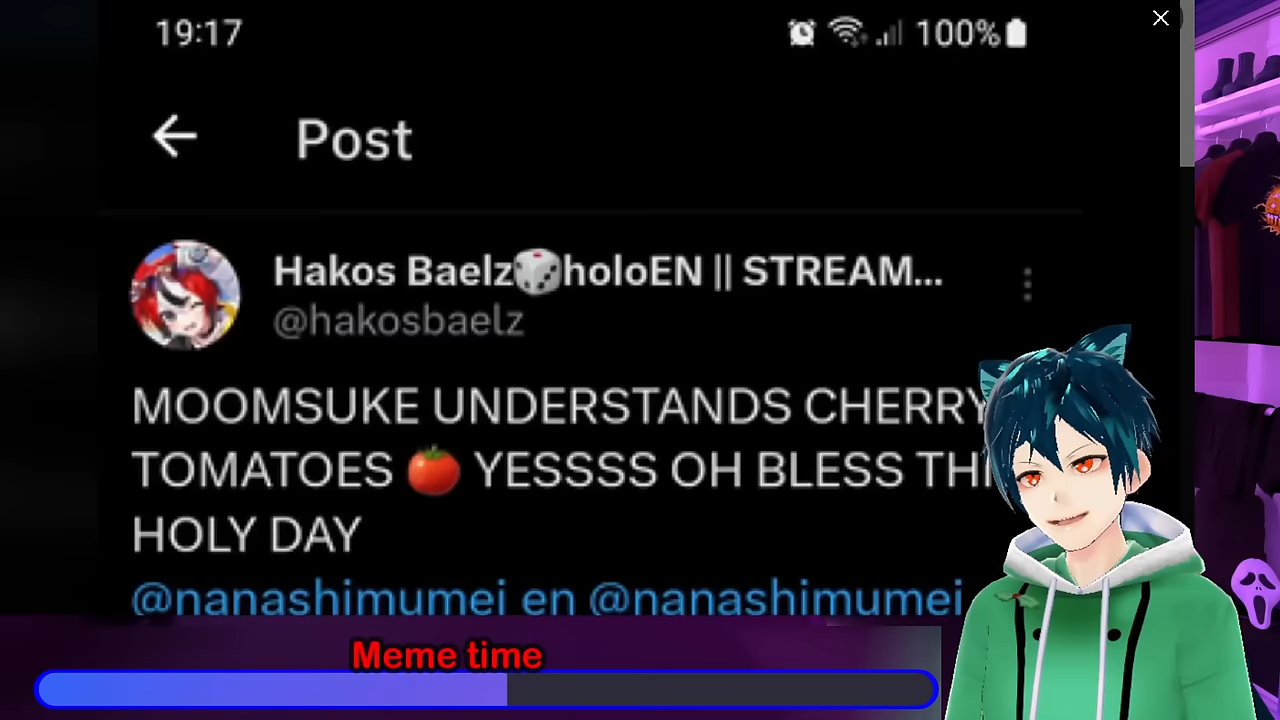 19:17 100%
Post
Hakos Baelz🎲holoEN || STREAM...
@hakosbaelz
MOOMSUKE UNDERSTANDS CHERRY
TOMATOES 🍅 YESSSS OH BLESS
HOLY DAY
@nanashimumei en @nanashimumei
Meme time